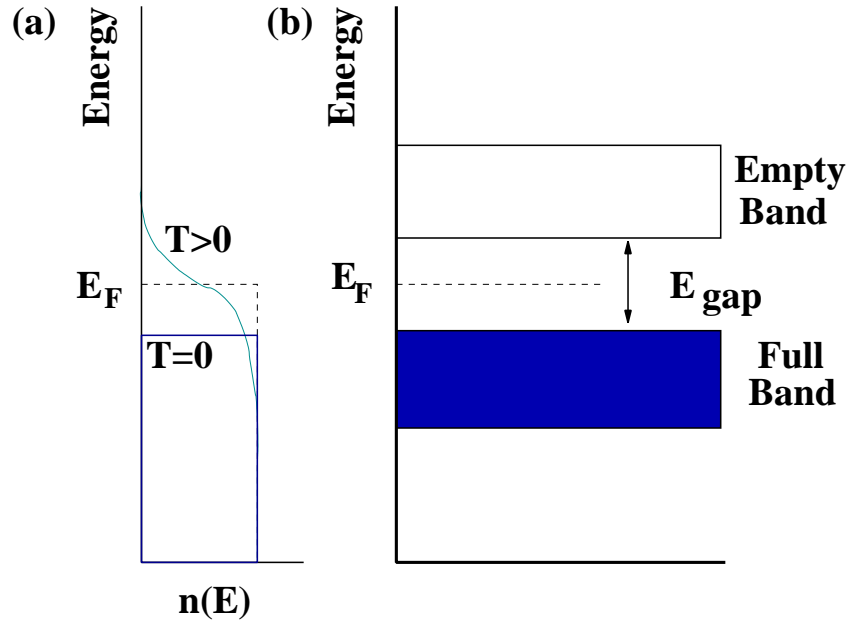 (a)
Energy
T>0
E_F
T=0
n(E)
(b)
Energy
Empty
Band
E_F
E gap
Full
Band